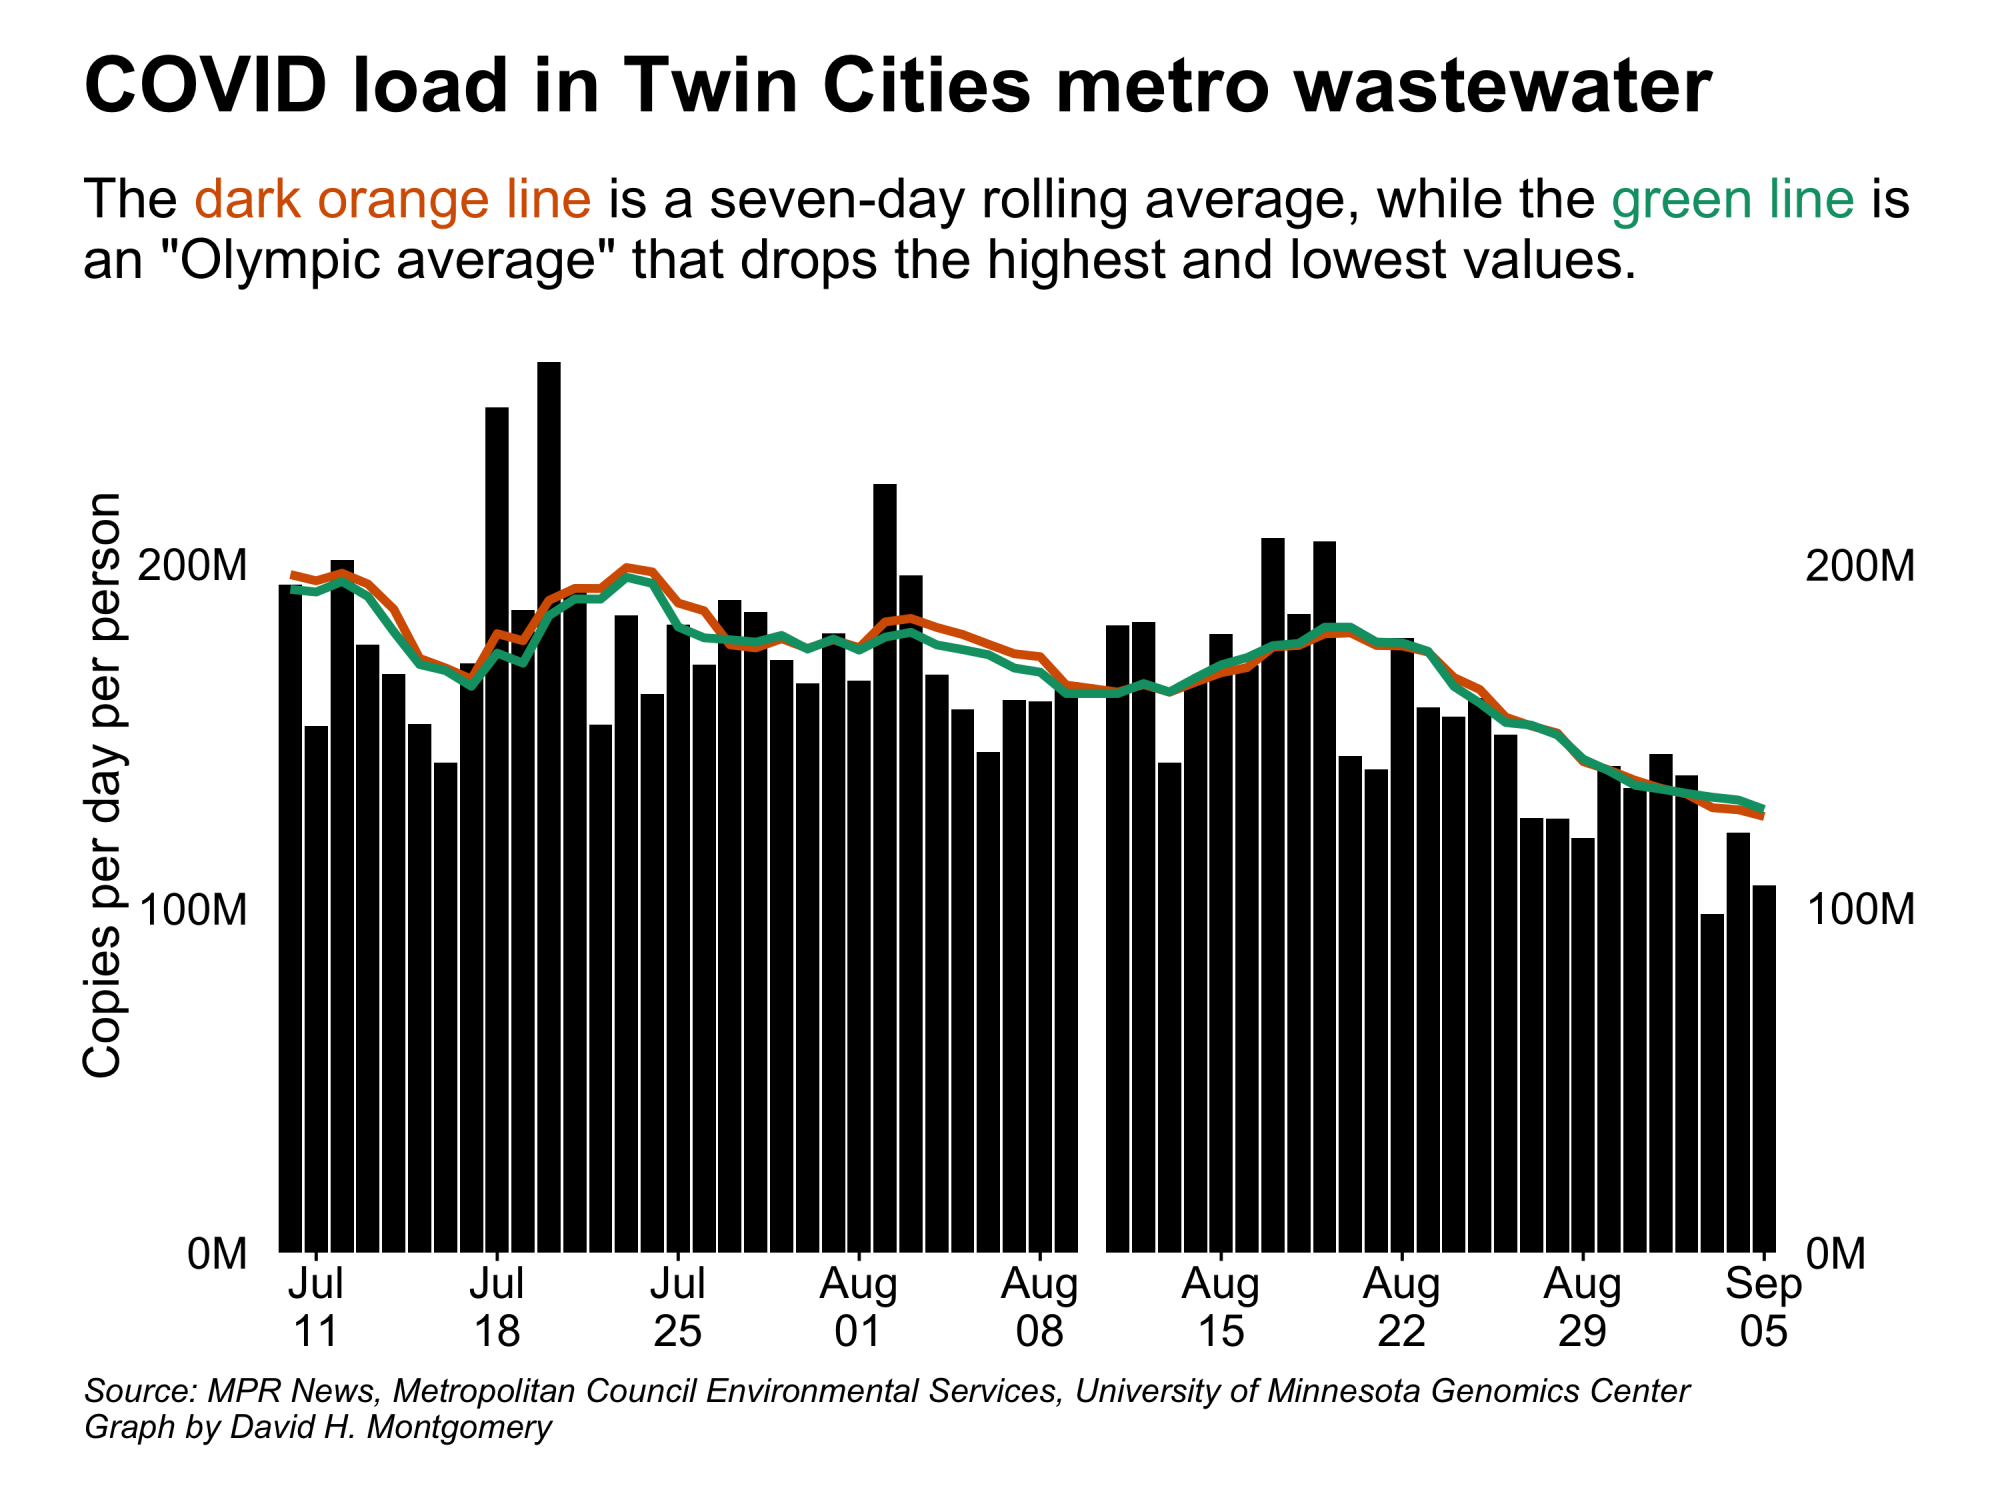 COVID load in Twin Cities metro wastewater
The dark orange line is a seven-day rolling average, while the green line is
an "Olympic average" that drops the highest and lowest values.
Copies per day per person
200M
100M
0M
200M
100M
0M
Jul Jul Jul Aug Aug Aug Aug Aug Sep
11 18 25 01 08 15 22 29 05
Source: MPR News, Metropolitan Council Environmental Services, University of Minnesota Genomics Center
Graph by David H. Montgomery